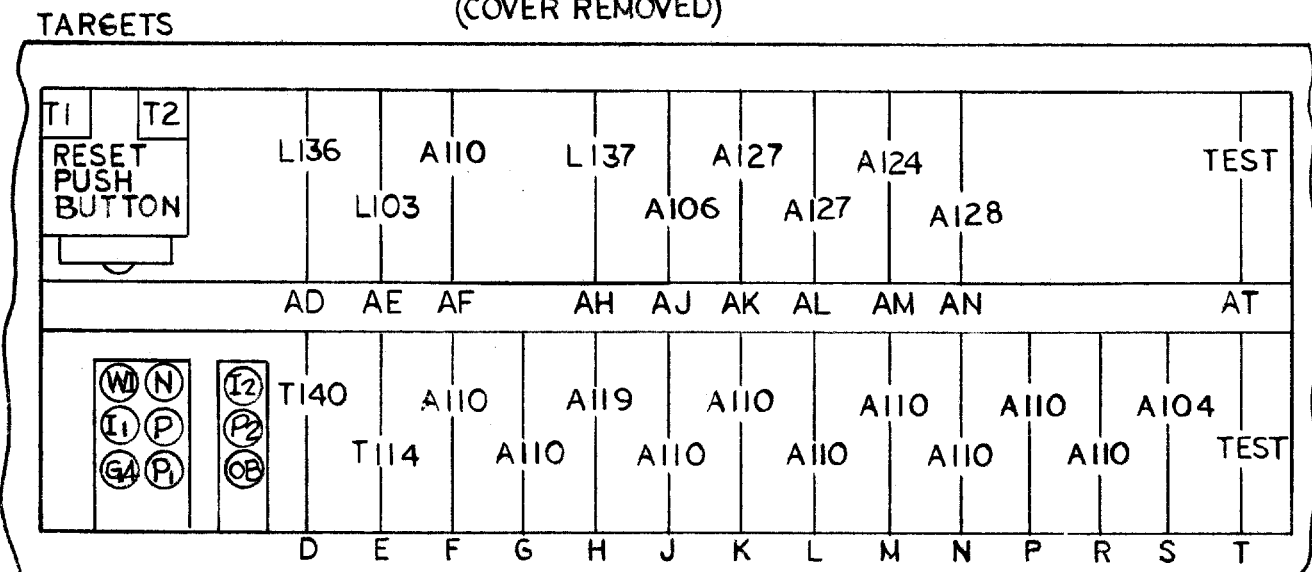 (COVER REMOVED)
TARGETS
T1 T2
RESET
PUSH
BUTTON
L136 A110 L137 A127 A124 TEST
L103 A106 A127 A128
AD AE AF AH AJ AK AL AM AN AT
W1 N I2
I1 P P2
G4 P1 OB
T140 A110 A119 A110 A110 A110 A104
T114 A110 A110 A110 A110 A110 TEST
D E F G H J K L M N P R S T